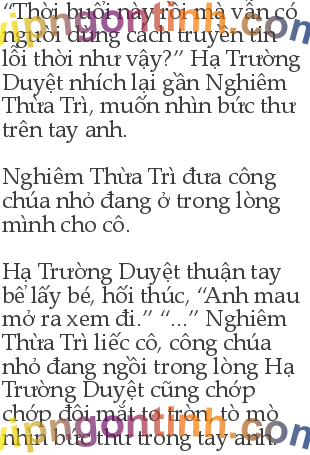 “Thời buổi này rồi mà vẫn có
người dùng cách truyền tin
lỗi thời như vậy?” Hạ Trường
Duyệt nhích lại gần Nghiêm
Thừa Trì, muốn nhìn bức thư
trên tay anh.
Nghiêm Thừa Trì đưa công
chúa nhỏ đang ở trong lòng
mình cho cô.
Hạ Trường Duyệt thuận tay
bể lấy bé, hối thúc, “Anh mau
mở ra xem đi.” “...” Nghiêm
Thừa Trì liếc cô, công chúa
nhỏ đang ngồi trong lòng Hạ
Trường Duyệt cũng chớp
chớp đôi mắt to tròn tò mò
nhìn bức thư trong tay anh.
vipngontinh.com
vipngontinh.com